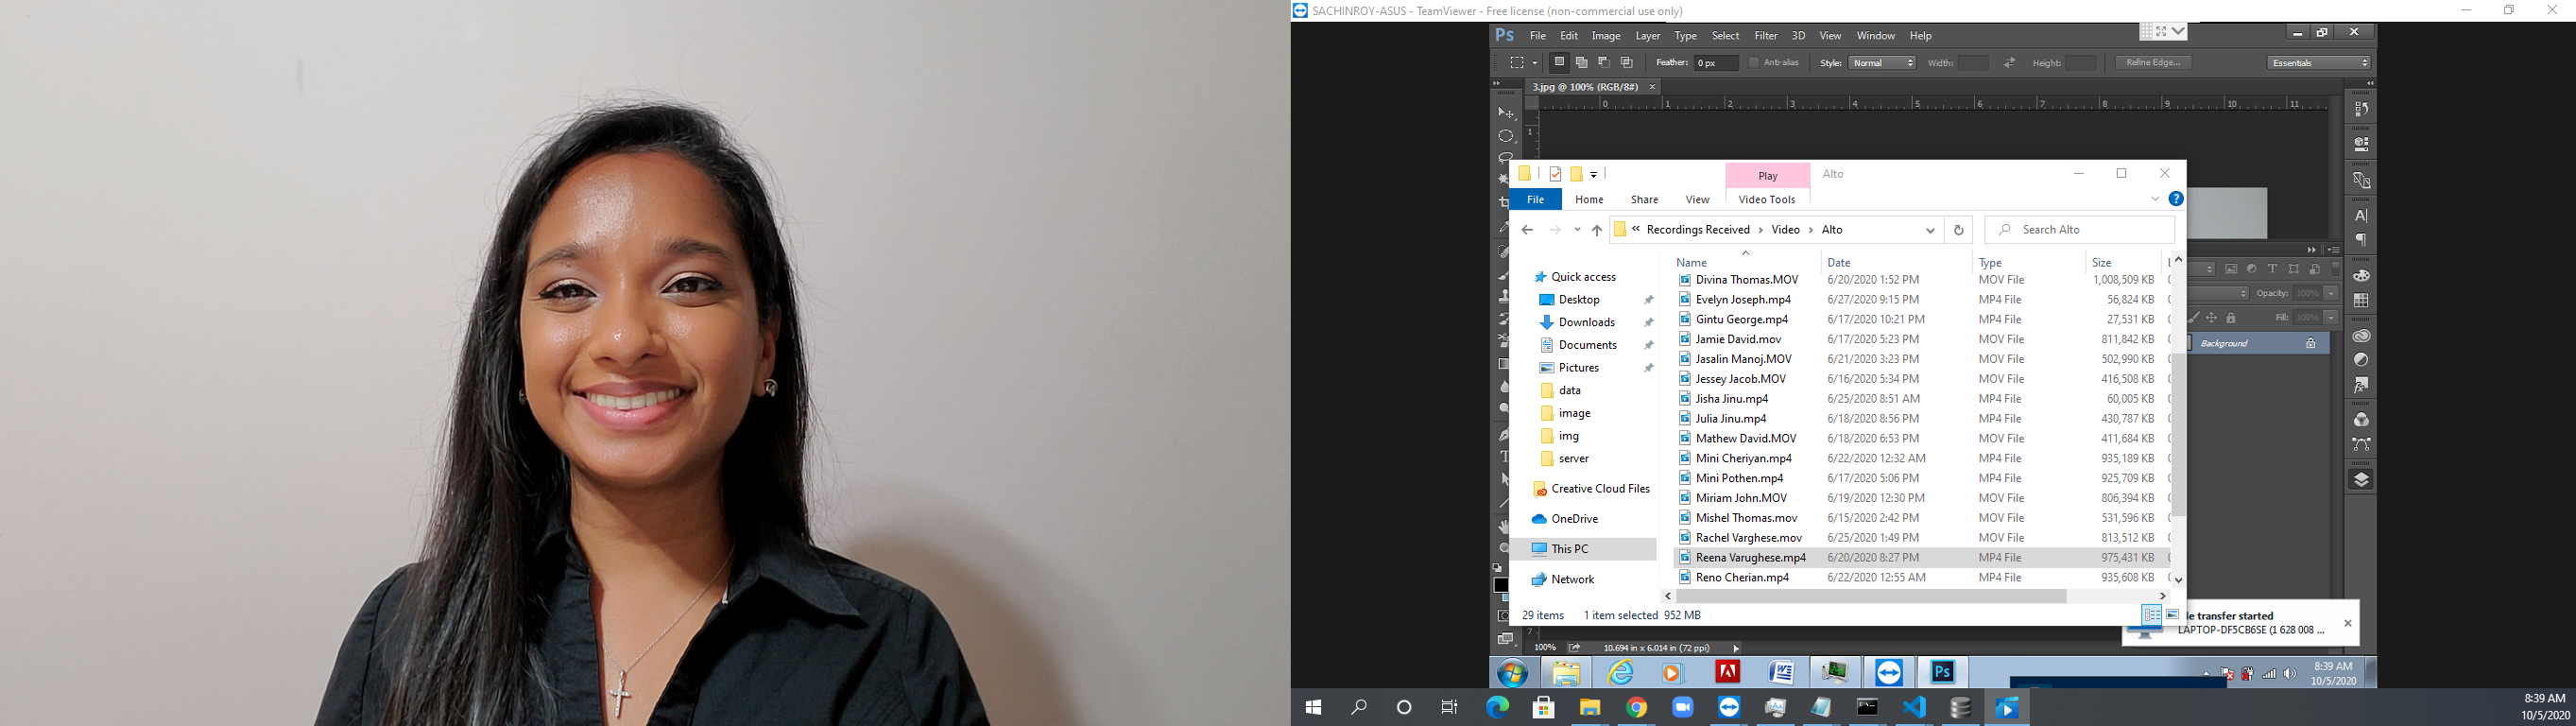 SACHINROY-ASUS - TeamViewer - Free license (non-commercial use only)
Ps File Edit Image Layer Type Select Filter 3D View Window Help
Feather: 0 px Anti-alias Style: Normal Width: Height: Refine Edge... Essentials
3.jpg @ 100% (RGB/8#)
0 1 2 3 4 5 6 7 8 9 10 11
1
Play Alto
File Home Share View Video Tools
Recordings Received Video Alto Search Alto
Name Date Type Size
Quick access
Desktop
Downloads
Documents
Pictures
data
image
img
server
Creative Cloud Files
OneDrive
This PC
Network
Divina Thomas.MOV 6/20/2020 1:52 PM MOV File 1,008,509 KB
Evelyn Joseph.mp4 6/27/2020 9:15 PM MP4 File 56,824 KB
Gintu George.mp4 6/17/2020 10:21 PM MP4 File 27,531 KB
Jamie David.mov 6/17/2020 5:23 PM MOV File 811,842 KB
Jasalin Manoj.MOV 6/21/2020 3:23 PM MOV File 502,990 KB
Jessey Jacob.MOV 6/16/2020 5:34 PM MOV File 416,508 KB
Jisha Jinu.mp4 6/25/2020 8:51 AM MP4 File 60,005 KB
Julia Jinu.mp4 6/18/2020 8:56 PM MP4 File 430,787 KB
Mathew David.MOV 6/18/2020 6:53 PM MOV File 411,684 KB
Mini Cheriyan.mp4 6/22/2020 12:32 AM MP4 File 935,189 KB
Mini Pothen.mp4 6/17/2020 5:06 PM MP4 File 925,709 KB
Miriam John.MOV 6/19/2020 12:30 PM MOV File 806,394 KB
Mishel Thomas.mov 6/15/2020 2:42 PM MOV File 531,596 KB
Rachel Varghese.mov 6/25/2020 1:49 PM MOV File 813,512 KB
Reena Varughese.mp4 6/20/2020 8:27 PM MP4 File 975,431 KB
Reno Cherian.mp4 6/22/2020 12:55 AM MP4 File 935,608 KB
29 items 1 item selected 952 MB
Opacity: 100%
Fill: 100%
Background
transfer started
LAPTOP-DF5CB6SE (1 628 008 ...
7
100% 10.694 in x 6.014 in (72 ppi)
Ps
8:39 AM
10/5/2020
8:39 AM
10/5/2020